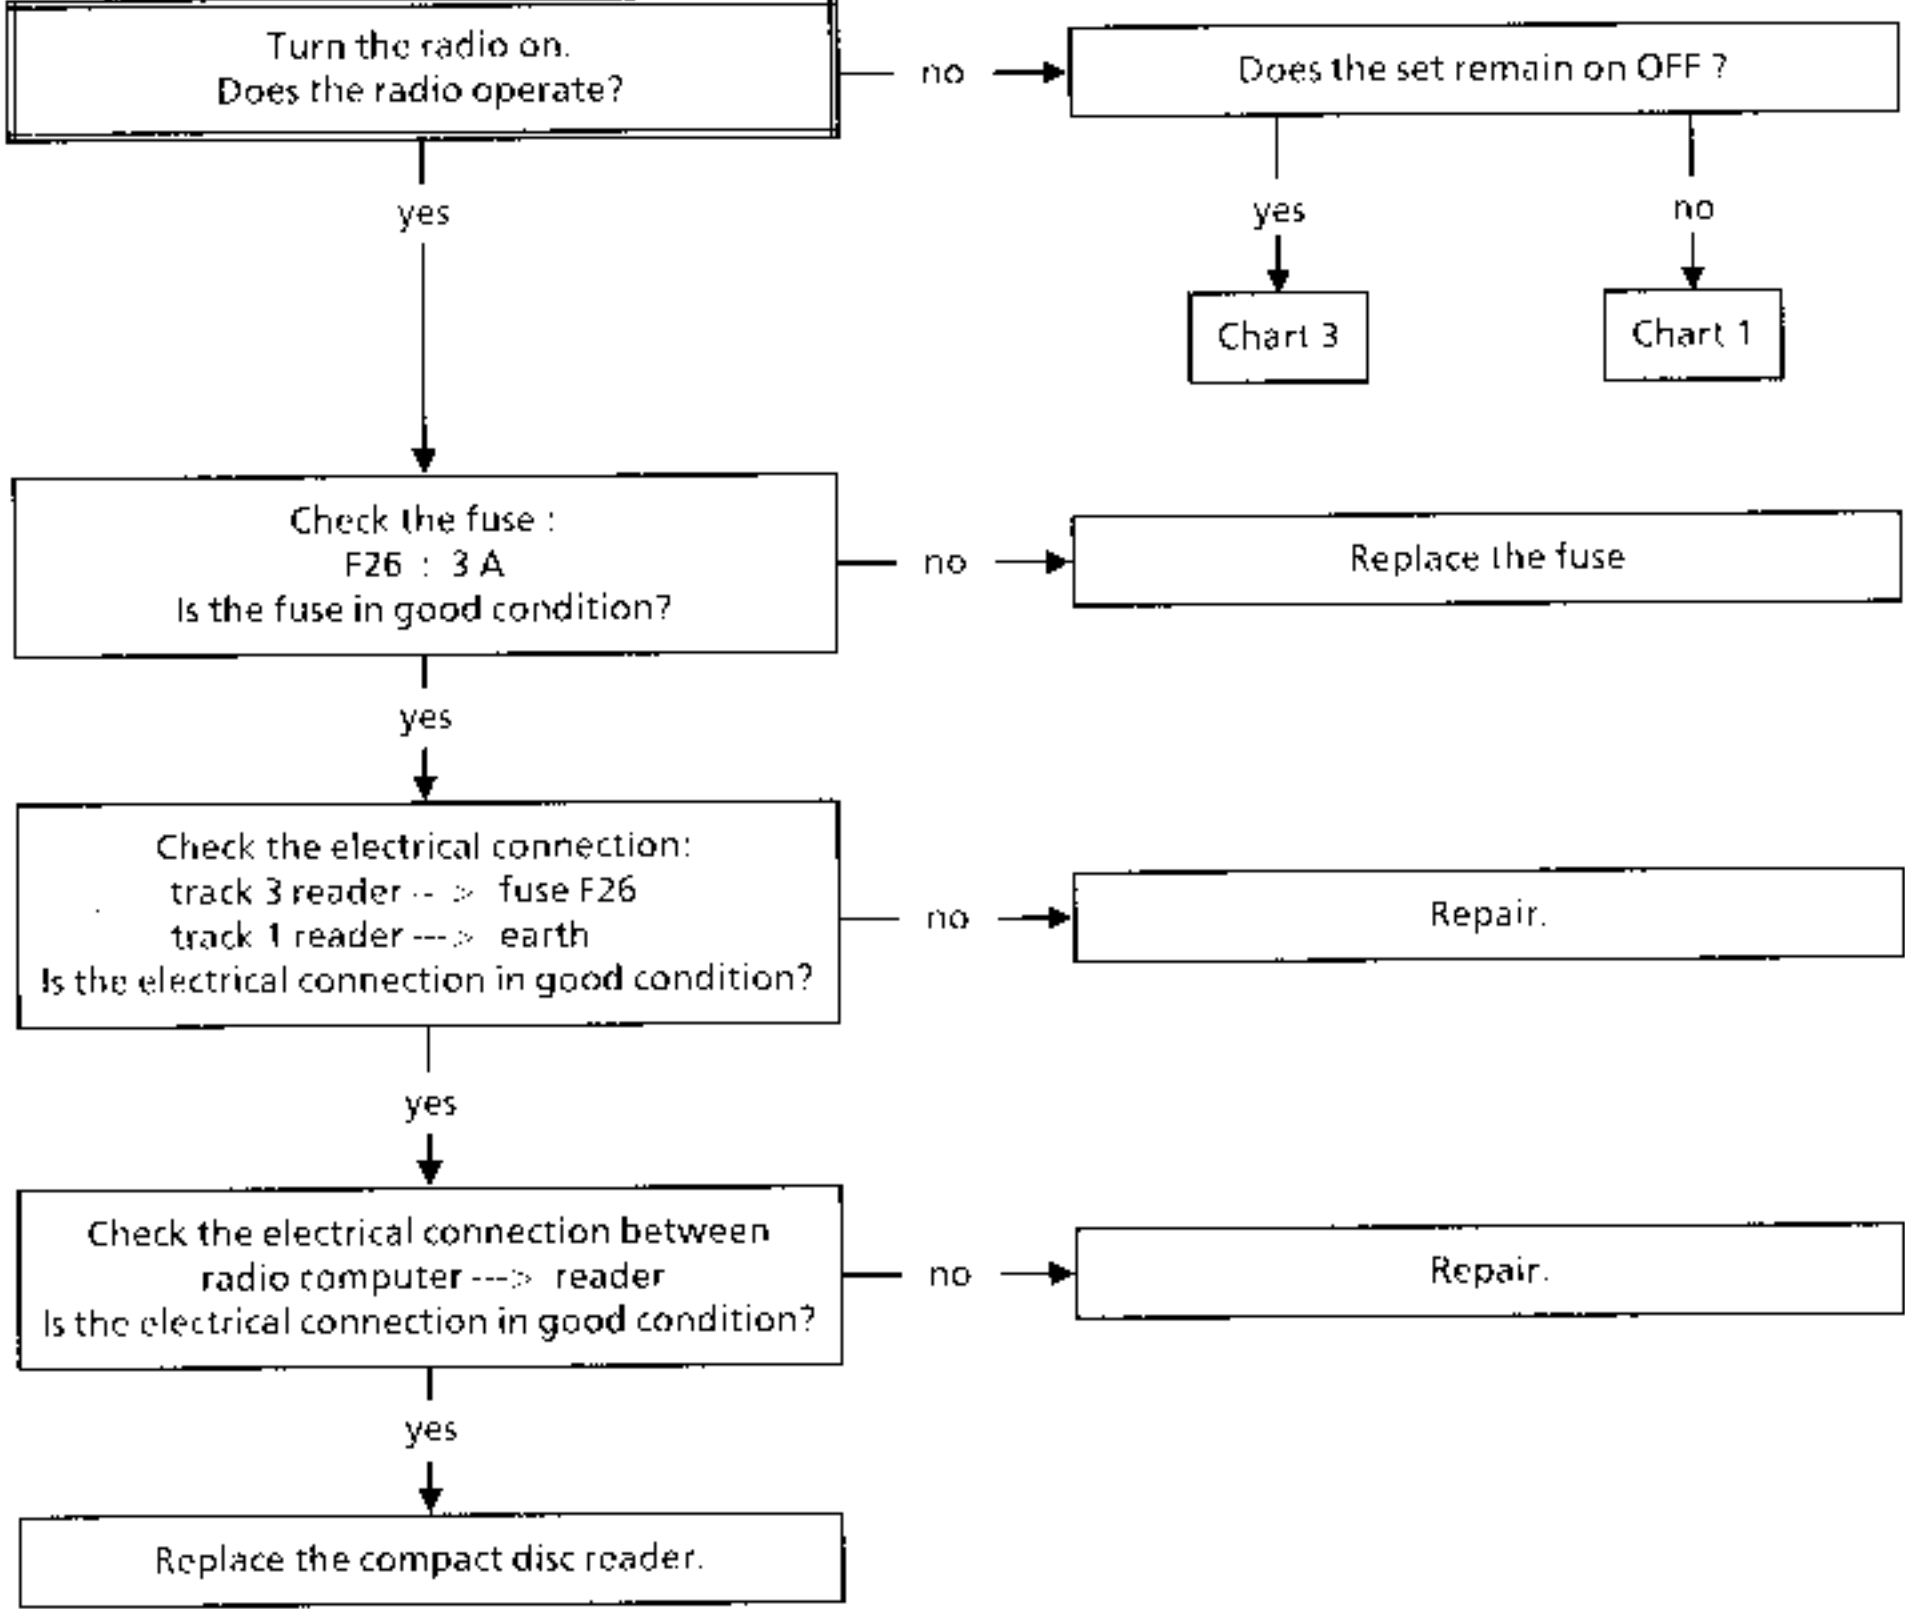 Turn the radio on.
Does the radio operate?
no
Does the set remain on OFF ?
yes
yes
no
Chart 3
Chart 1
Check the fuse :
F26 : 3 A
Is the fuse in good condition?
no
Replace the fuse
yes
Check the electrical connection:
track 3 reader -- > fuse F26
track 1 reader ---> earth
Is the electrical connection in good condition?
no
Repair.
yes
Check the electrical connection between
radio computer ---> reader
Is the electrical connection in good condition?
no
Repair.
yes
Replace the compact disc reader.